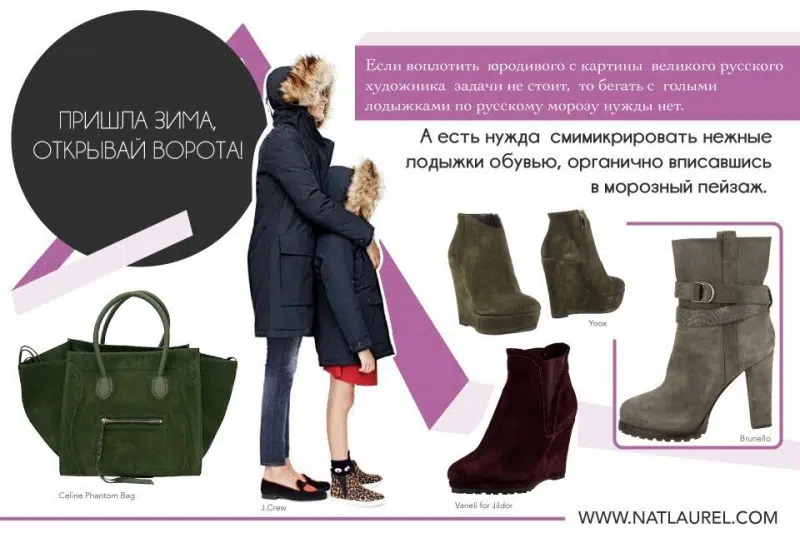 ПРИШЛА ЗИМА,
ОТКРЫВАЙ ВОРОТА!
Если воплотить юродивого с картины великого русского
художника задачи не стоит, то бегать с голыми
лодыжками по русскому морозу нужды нет.
А есть нужда смимикрировать нежные
лодыжки обувью, органично вписавшись
в морозный пейзаж.
Yoox
Brunello
Celine Phantom Bag
J.Crew
Vaneli for Jildor
WWW.NATLAUREL.COM